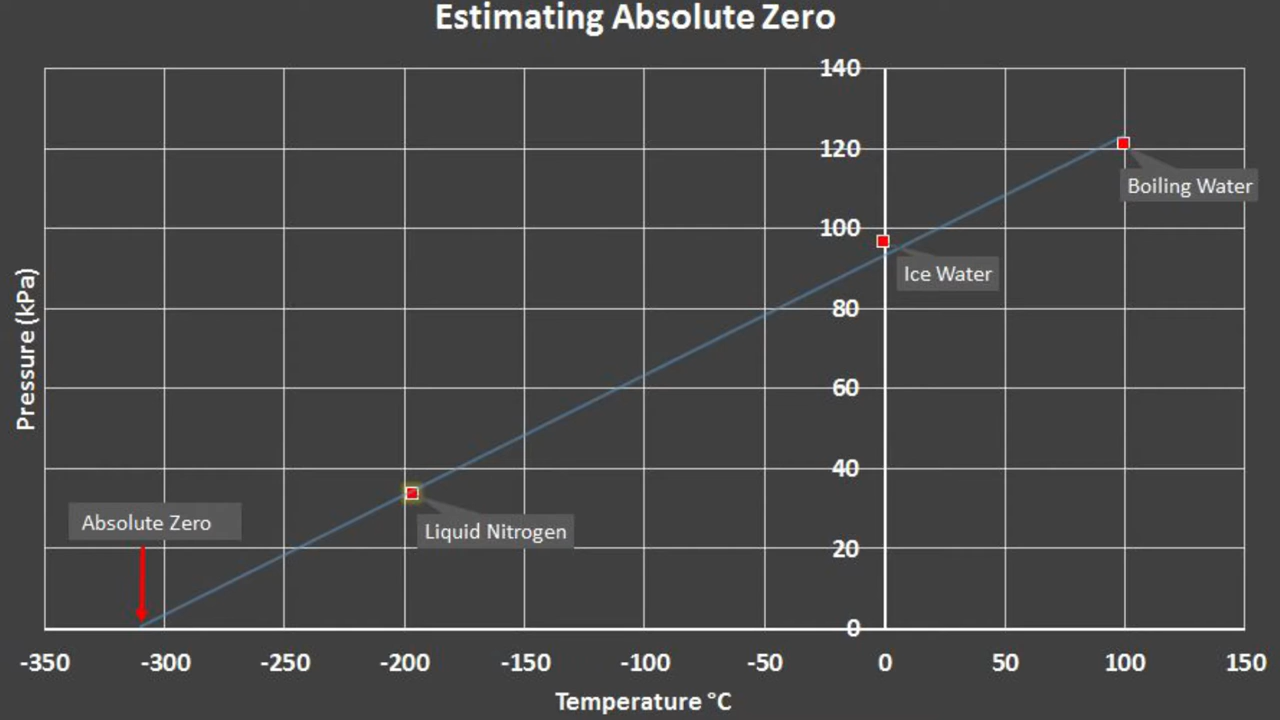 Estimating Absolute Zero
140
120
Boiling Water
100
Ice Water
80
Pressure (kPa)
60
40
Absolute Zero
Liquid Nitrogen
20
0
-350 -300 -250 -200 -150 -100 -50 0 50 100 150
Temperature °C